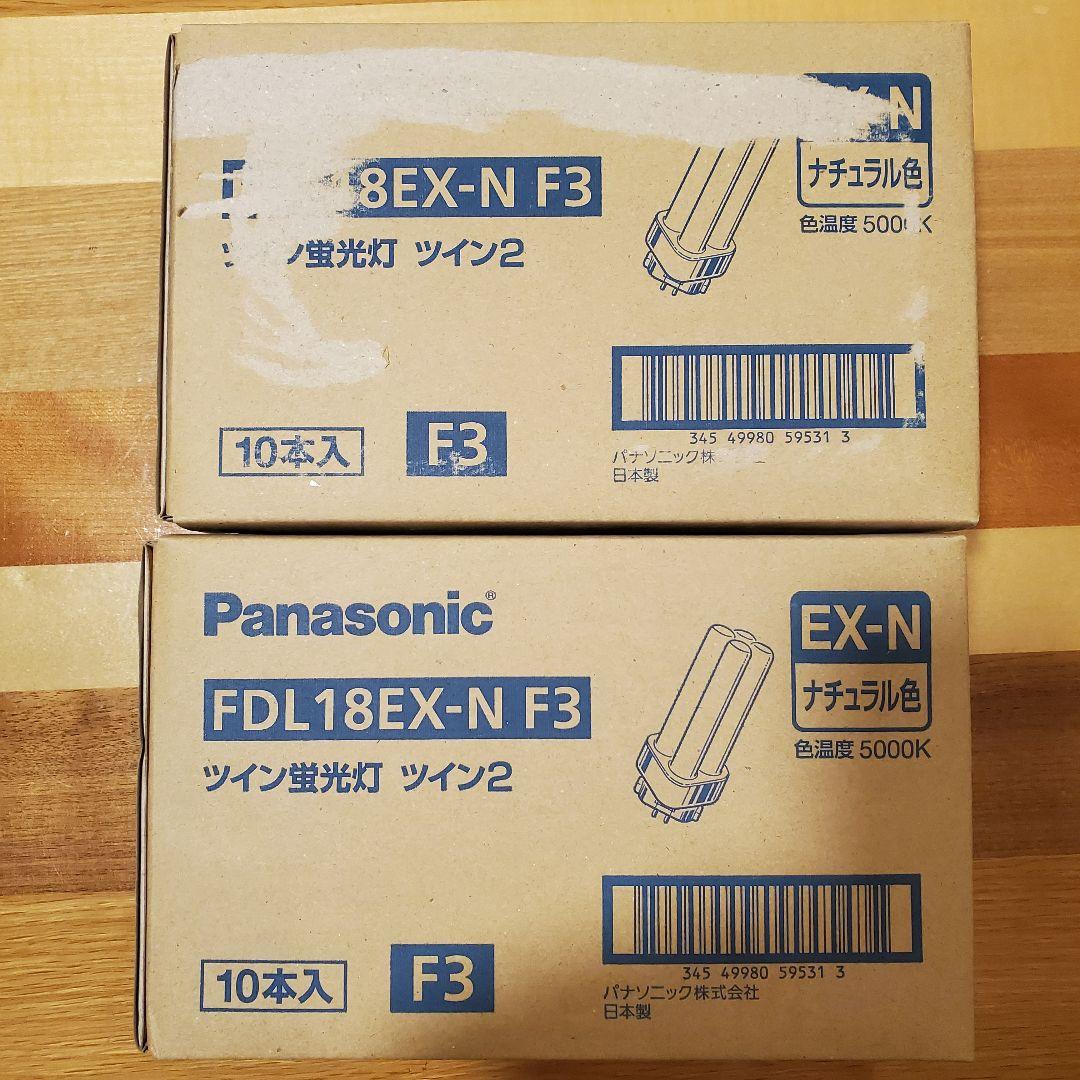 EX-N
8EX-N F3
ナチュラル色
色温度 5000K
ツイン蛍光灯 ツイン2
345 49980 59531 3
10本入
F3
パナソニック株
日本製
Panasonic®
EX-N
FDL18EX-N F3
ナチュラル色
色温度 5000K
ツイン蛍光灯 ツイン2
345 49980 59531 3
10本入
F3
パナソニック株式会社
日本製